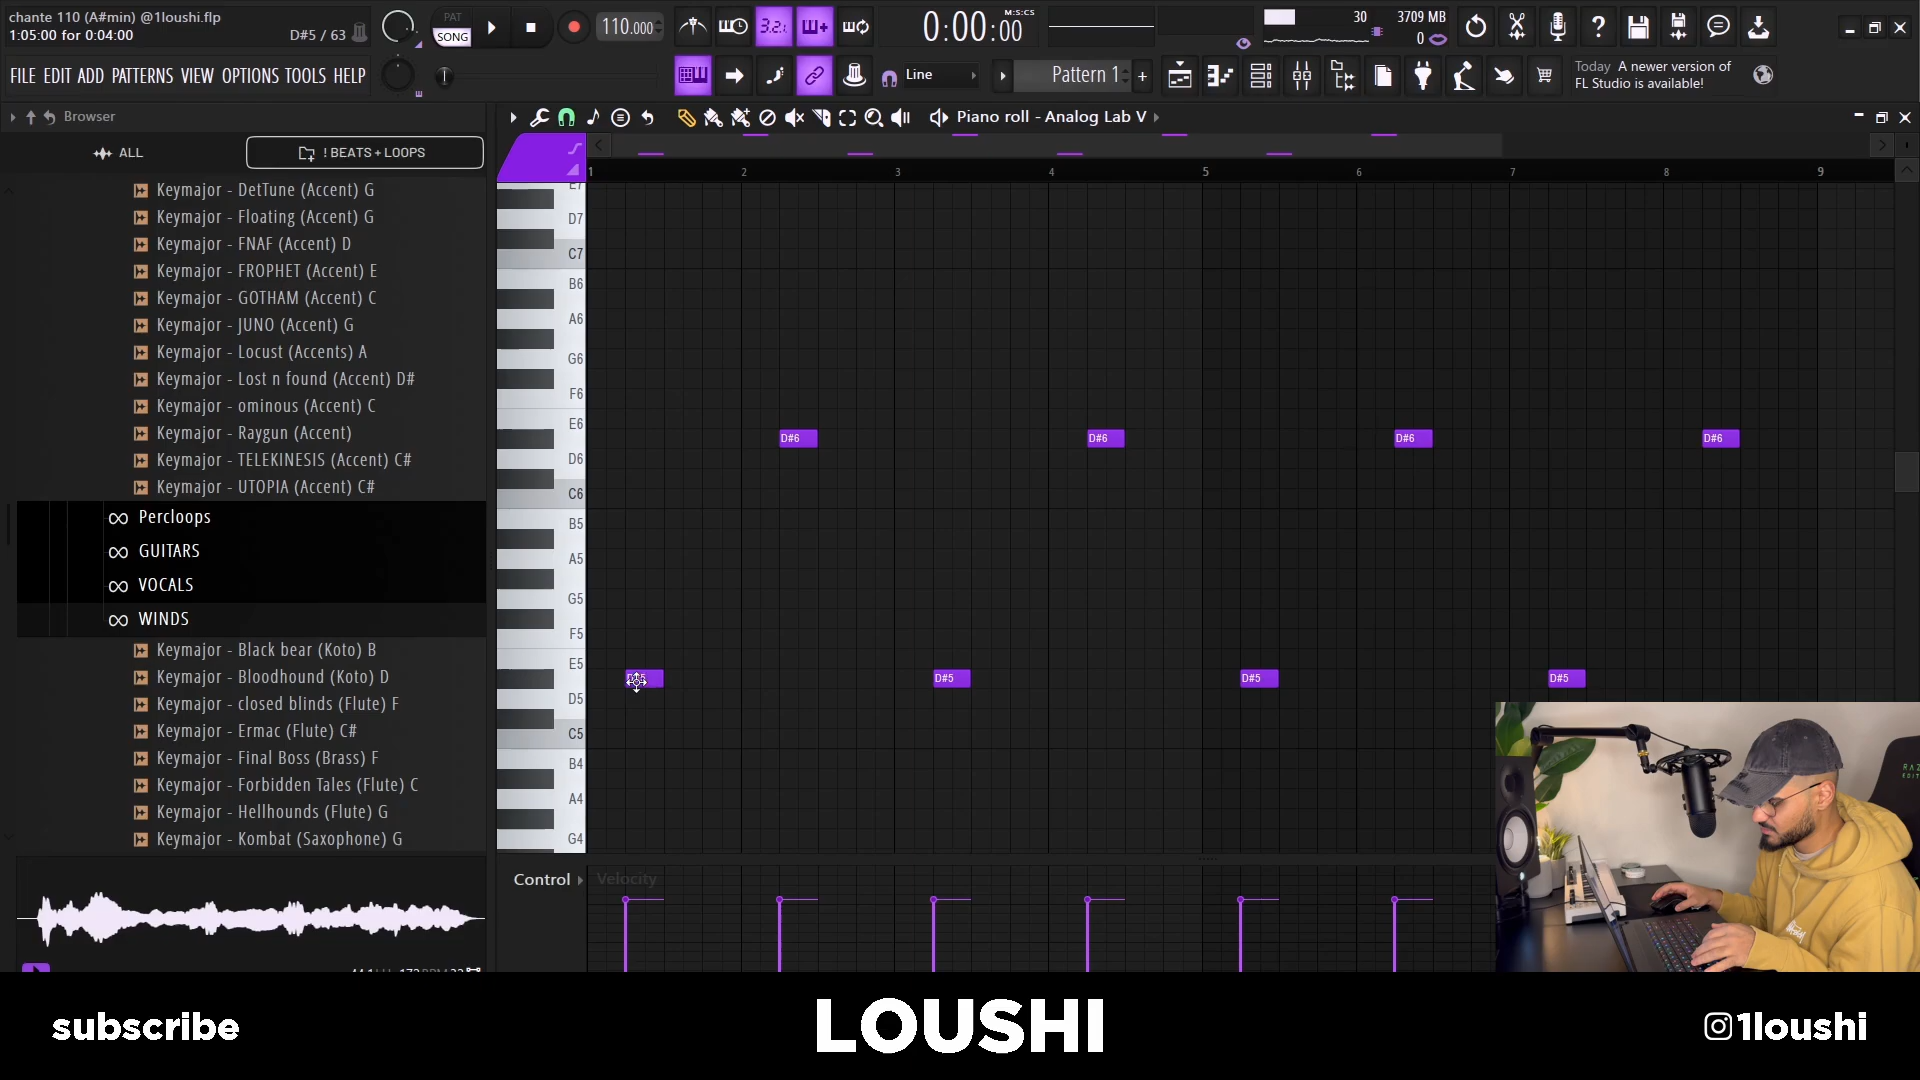 chante 110 (A#min) @1loushi.flp
1:05:00 for 0:04:00
D#5 / 63
PAT
SONG
3.2.
110.000
0:00:00
M:S:CS
30
3709 MB
0
FILE EDIT ADD PATTERNS VIEW OPTIONS TOOLS HELP
Line
Pattern 1
+
Today A newer version of
FL Studio is available!
Browser
Piano roll - Analog Lab V
ALL
! BEATS + LOOPS
1 2 3 4 5 6 7 8 9
Keymajor - DetTune (Accent) G
Keymajor - Floating (Accent) G
Keymajor - FNAF (Accent) D
Keymajor - FROPHET (Accent) E
Keymajor - GOTHAM (Accent) C
Keymajor - JUNO (Accent) G
Keymajor - Locust (Accents) A
Keymajor - Lost n found (Accent) D#
Keymajor - ominous (Accent) C
Keymajor - Raygun (Accent)
Keymajor - TELEKINESIS (Accent) C#
Keymajor - UTOPIA (Accent) C#
Percloops
GUITARS
VOCALS
WINDS
Keymajor - Black bear (Koto) B
Keymajor - Bloodhound (Koto) D
Keymajor - closed blinds (Flute) F
Keymajor - Ermac (Flute) C#
Keymajor - Final Boss (Brass) F
Keymajor - Forbidden Tales (Flute) C
Keymajor - Hellhounds (Flute) G
Keymajor - Kombat (Saxophone) G
E7
D7
C7
B6
A6
G6
F6
E6
D6
C6
B5
A5
G5
F5
E5
D5
C5
B4
A4
G4
D#6 D#6 D#6 D#6
D#5 D#5 D#5
Control
Velocity
subscribe
LOUSHI
1loushi